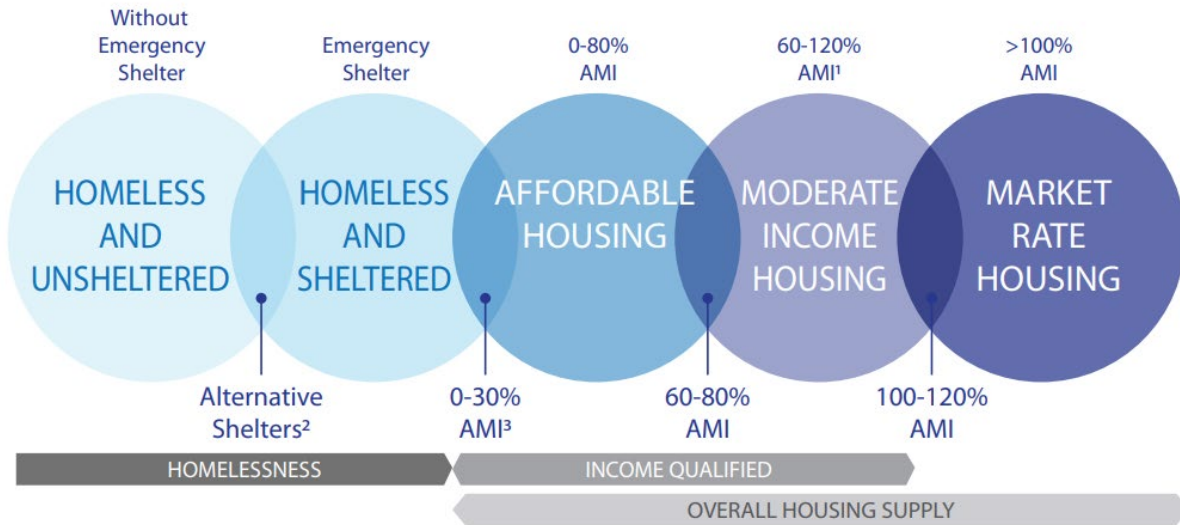 Without
Emergency
Shelter
Emergency
Shelter
0-80%
AMI
60-120%
AMI¹
>100%
AMI
HOMELESS
AND
UNSHELTERED
HOMELESS
AND
SHELTERED
AFFORDABLE
HOUSING
MODERATE
INCOME
HOUSING
MARKET
RATE
HOUSING
Alternative
Shelters²
0-30%
AMI³
60-80%
AMI
100-120%
AMI
HOMELESSNESS
INCOME QUALIFIED
OVERALL HOUSING SUPPLY